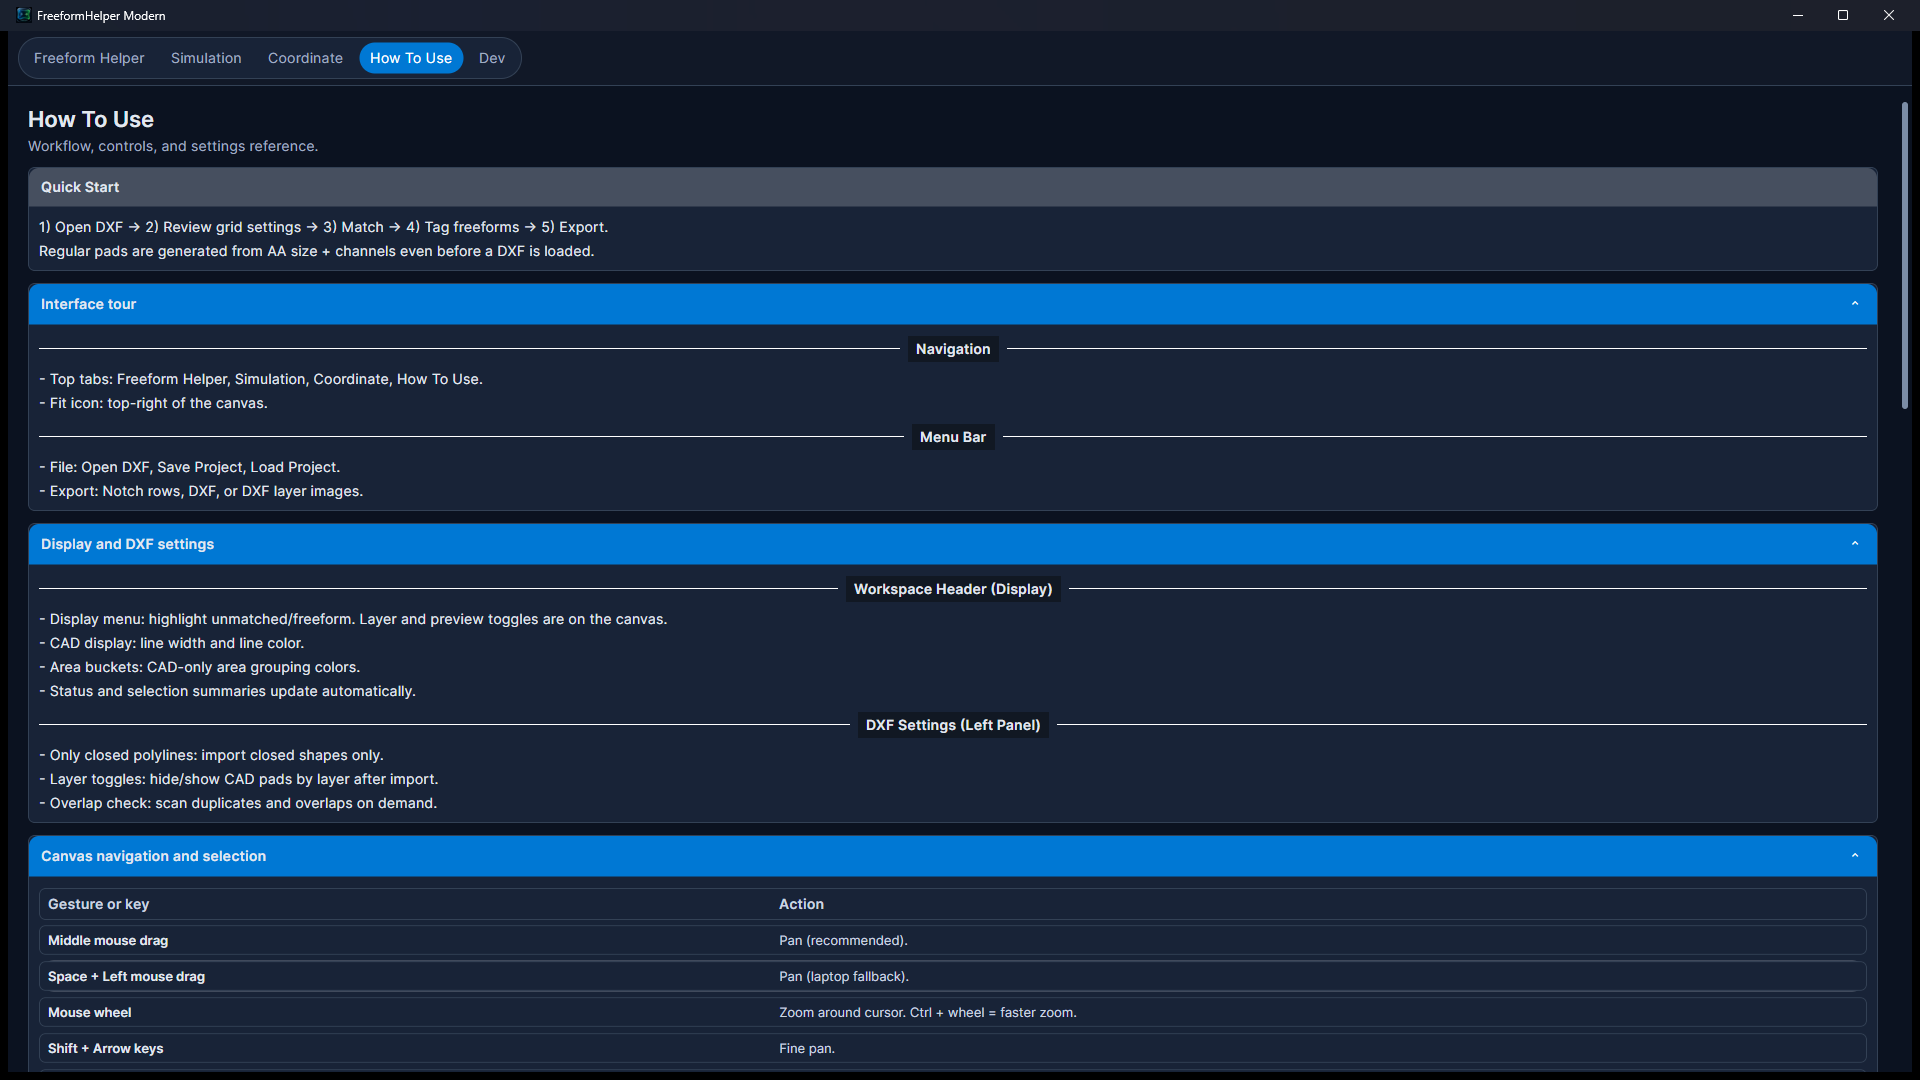 FreeformHelper Modern
Freeform Helper Simulation Coordinate How To Use Dev
How To Use
Workflow, controls, and settings reference.
Quick Start
1) Open DXF → 2) Review grid settings → 3) Match → 4) Tag freeforms → 5) Export.
Regular pads are generated from AA size + channels even before a DXF is loaded.
Interface tour
Navigation
- Top tabs: Freeform Helper, Simulation, Coordinate, How To Use.
- Fit icon: top-right of the canvas.
Menu Bar
- File: Open DXF, Save Project, Load Project.
- Export: Notch rows, DXF, or DXF layer images.
Display and DXF settings
Workspace Header (Display)
- Display menu: highlight unmatched/freeform. Layer and preview toggles are on the canvas.
- CAD display: line width and line color.
- Area buckets: CAD-only area grouping colors.
- Status and selection summaries update automatically.
DXF Settings (Left Panel)
- Only closed polylines: import closed shapes only.
- Layer toggles: hide/show CAD pads by layer after import.
- Overlap check: scan duplicates and overlaps on demand.
Canvas navigation and selection
Gesture or key Action
Middle mouse drag Pan (recommended).
Space + Left mouse drag Pan (laptop fallback).
Mouse wheel Zoom around cursor. Ctrl + wheel = faster zoom.
Shift + Arrow keys Fine pan.